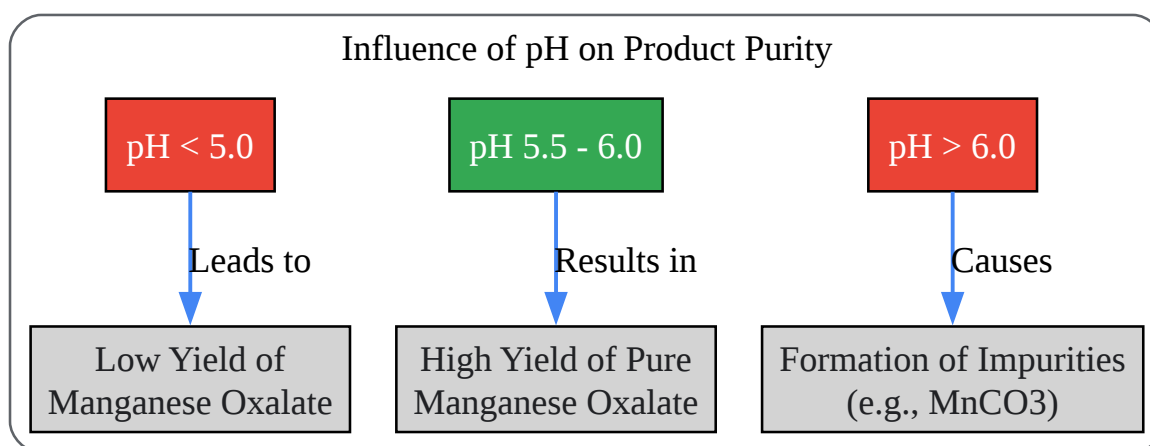 Influence of pH on Product Purity
pH < 5.0
pH 5.5 - 6.0
pH > 6.0
Leads to
Results in
Causes
Low Yield of
Manganese Oxalate
High Yield of Pure
Manganese Oxalate
Formation of Impurities
(e.g., MnCO3)